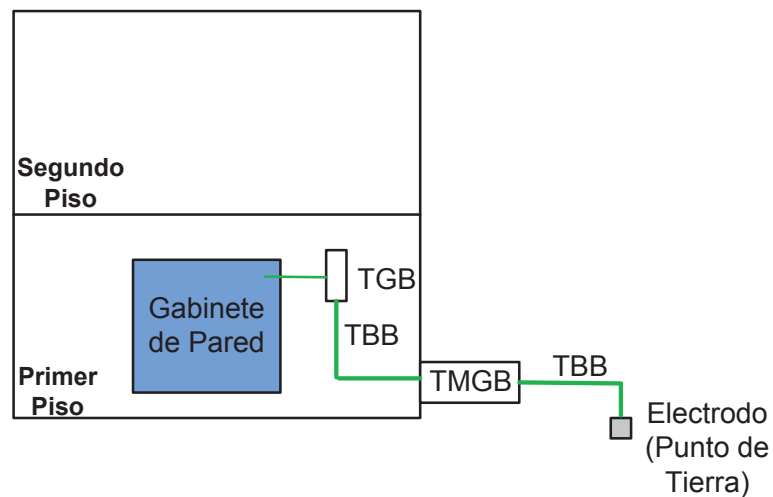 Segundo
Piso
Gabinete
de Pared
TGB
TBB
Primer
Piso
TMGB
TBB
Electrodo
(Punto de
Tierra)